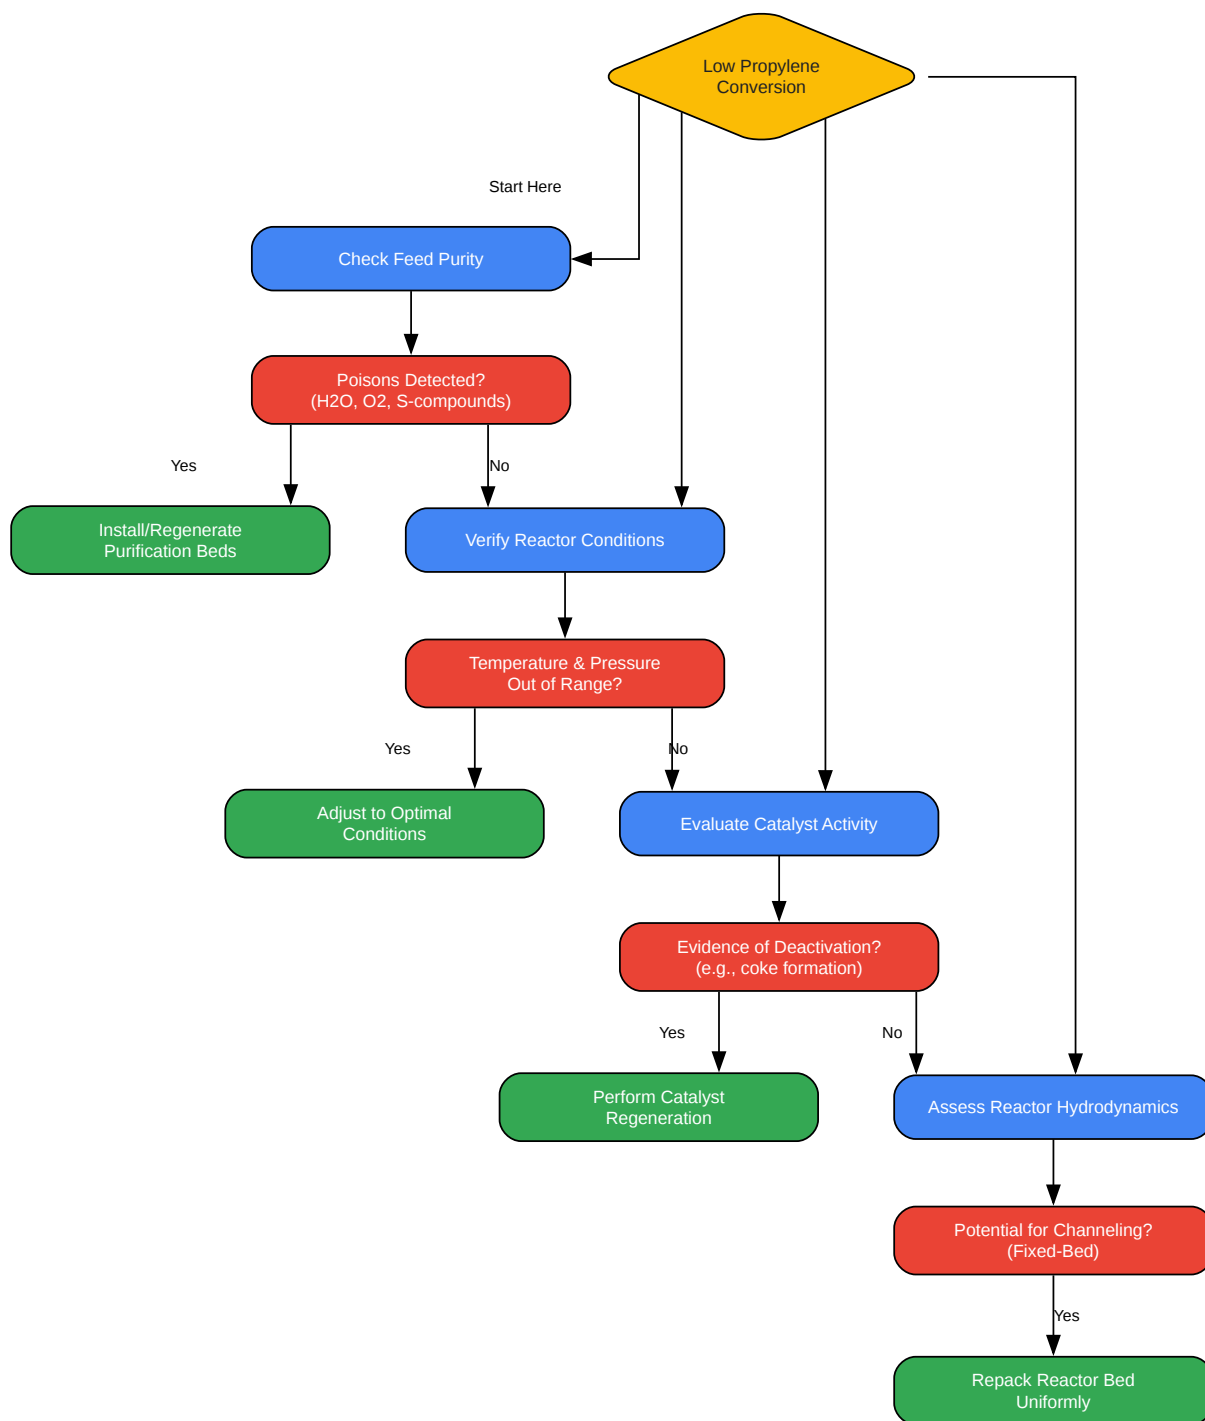 Low Propylene
Conversion
Start Here
Check Feed Purity
Poisons Detected?
(H2O, O2, S-compounds)
Yes
No
Install/Regenerate
Purification Beds
Verify Reactor Conditions
Temperature & Pressure
Out of Range?
Yes
No
Adjust to Optimal
Conditions
Evaluate Catalyst Activity
Evidence of Deactivation?
(e.g., coke formation)
Yes
No
Perform Catalyst
Regeneration
Assess Reactor Hydrodynamics
Potential for Channeling?
(Fixed-Bed)
Yes
Repack Reactor Bed
Uniformly